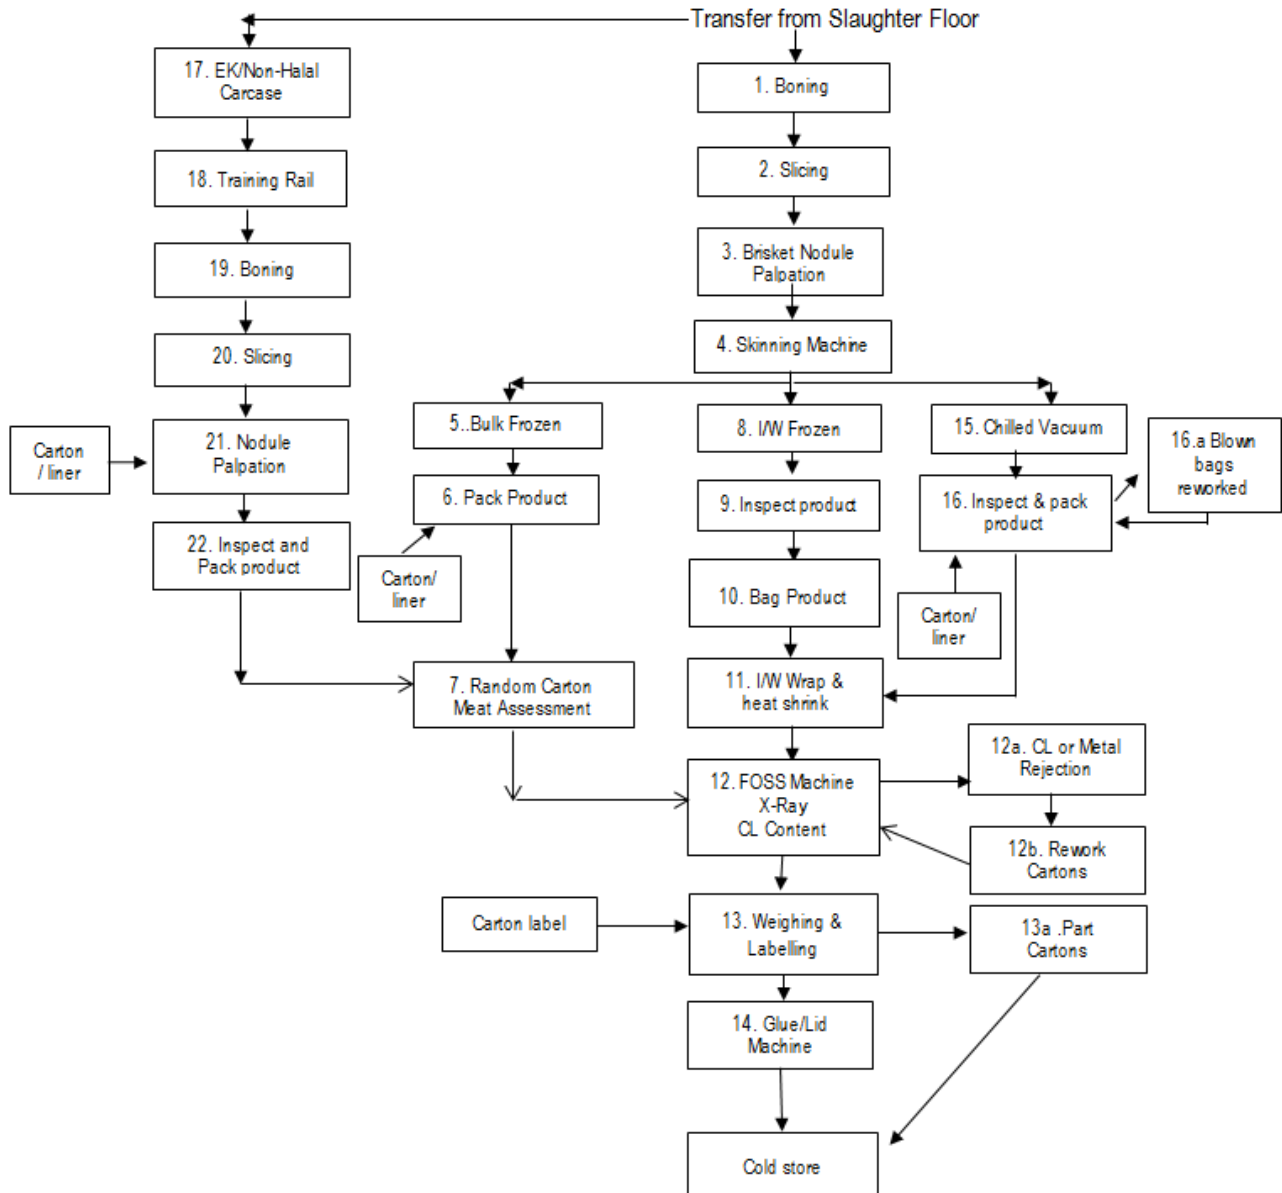 Transfer from Slaughter Floor
17. EK/Non-Halal
Carcase
1. Boning
18. Training Rail
2. Slicing
19. Boning
3. Brisket Nodule
Palpation
20. Slicing
4. Skinning Machine
Carton
/ liner
21. Nodule
Palpation
5..Bulk Frozen
8. I/W Frozen
15. Chilled Vacuum
16.a Blown
bags
reworked
22. Inspect and
Pack product
6. Pack Product
9. Inspect product
16. Inspect & pack
product
Carton/
liner
10. Bag Product
Carton/
liner
7. Random Carton
Meat Assessment
11. I/W Wrap &
heat shrink
12. FOSS Machine
X-Ray
CL Content
12a. CL or Metal
Rejection
12b. Rework
Cartons
Carton label
13. Weighing &
Labelling
13a .Part
Cartons
14. Glue/Lid
Machine
Cold store